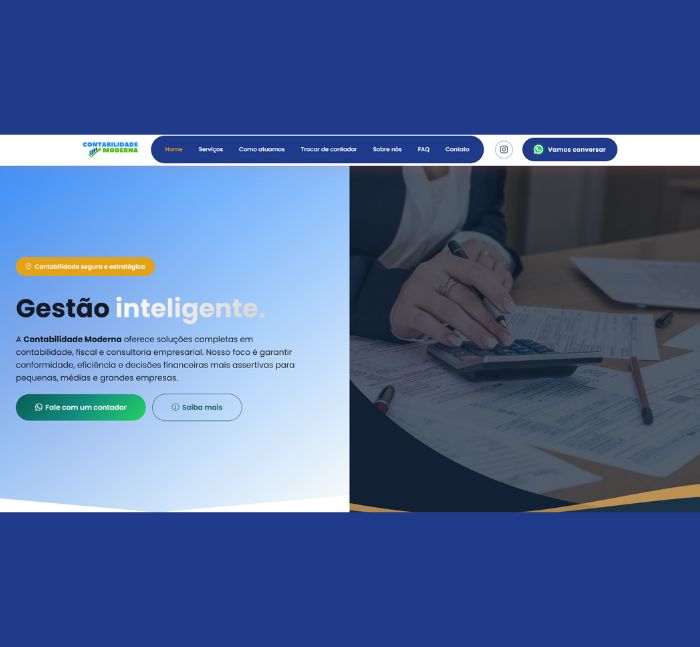 CONTABILIDADE
MODERNA
Home Serviços Como atuamos Trocar de contador Sobre nós FAQ Contato
Vamos conversar
Contabilidade segura e estratégica
Gestão inteligente.
A Contabilidade Moderna oferece soluções completas em
contabilidade, fiscal e consultoria empresarial. Nosso foco é garantir
conformidade, eficiência e decisões financeiras mais assertivas para
pequenas, médias e grandes empresas.
Fale com um contador Saiba mais